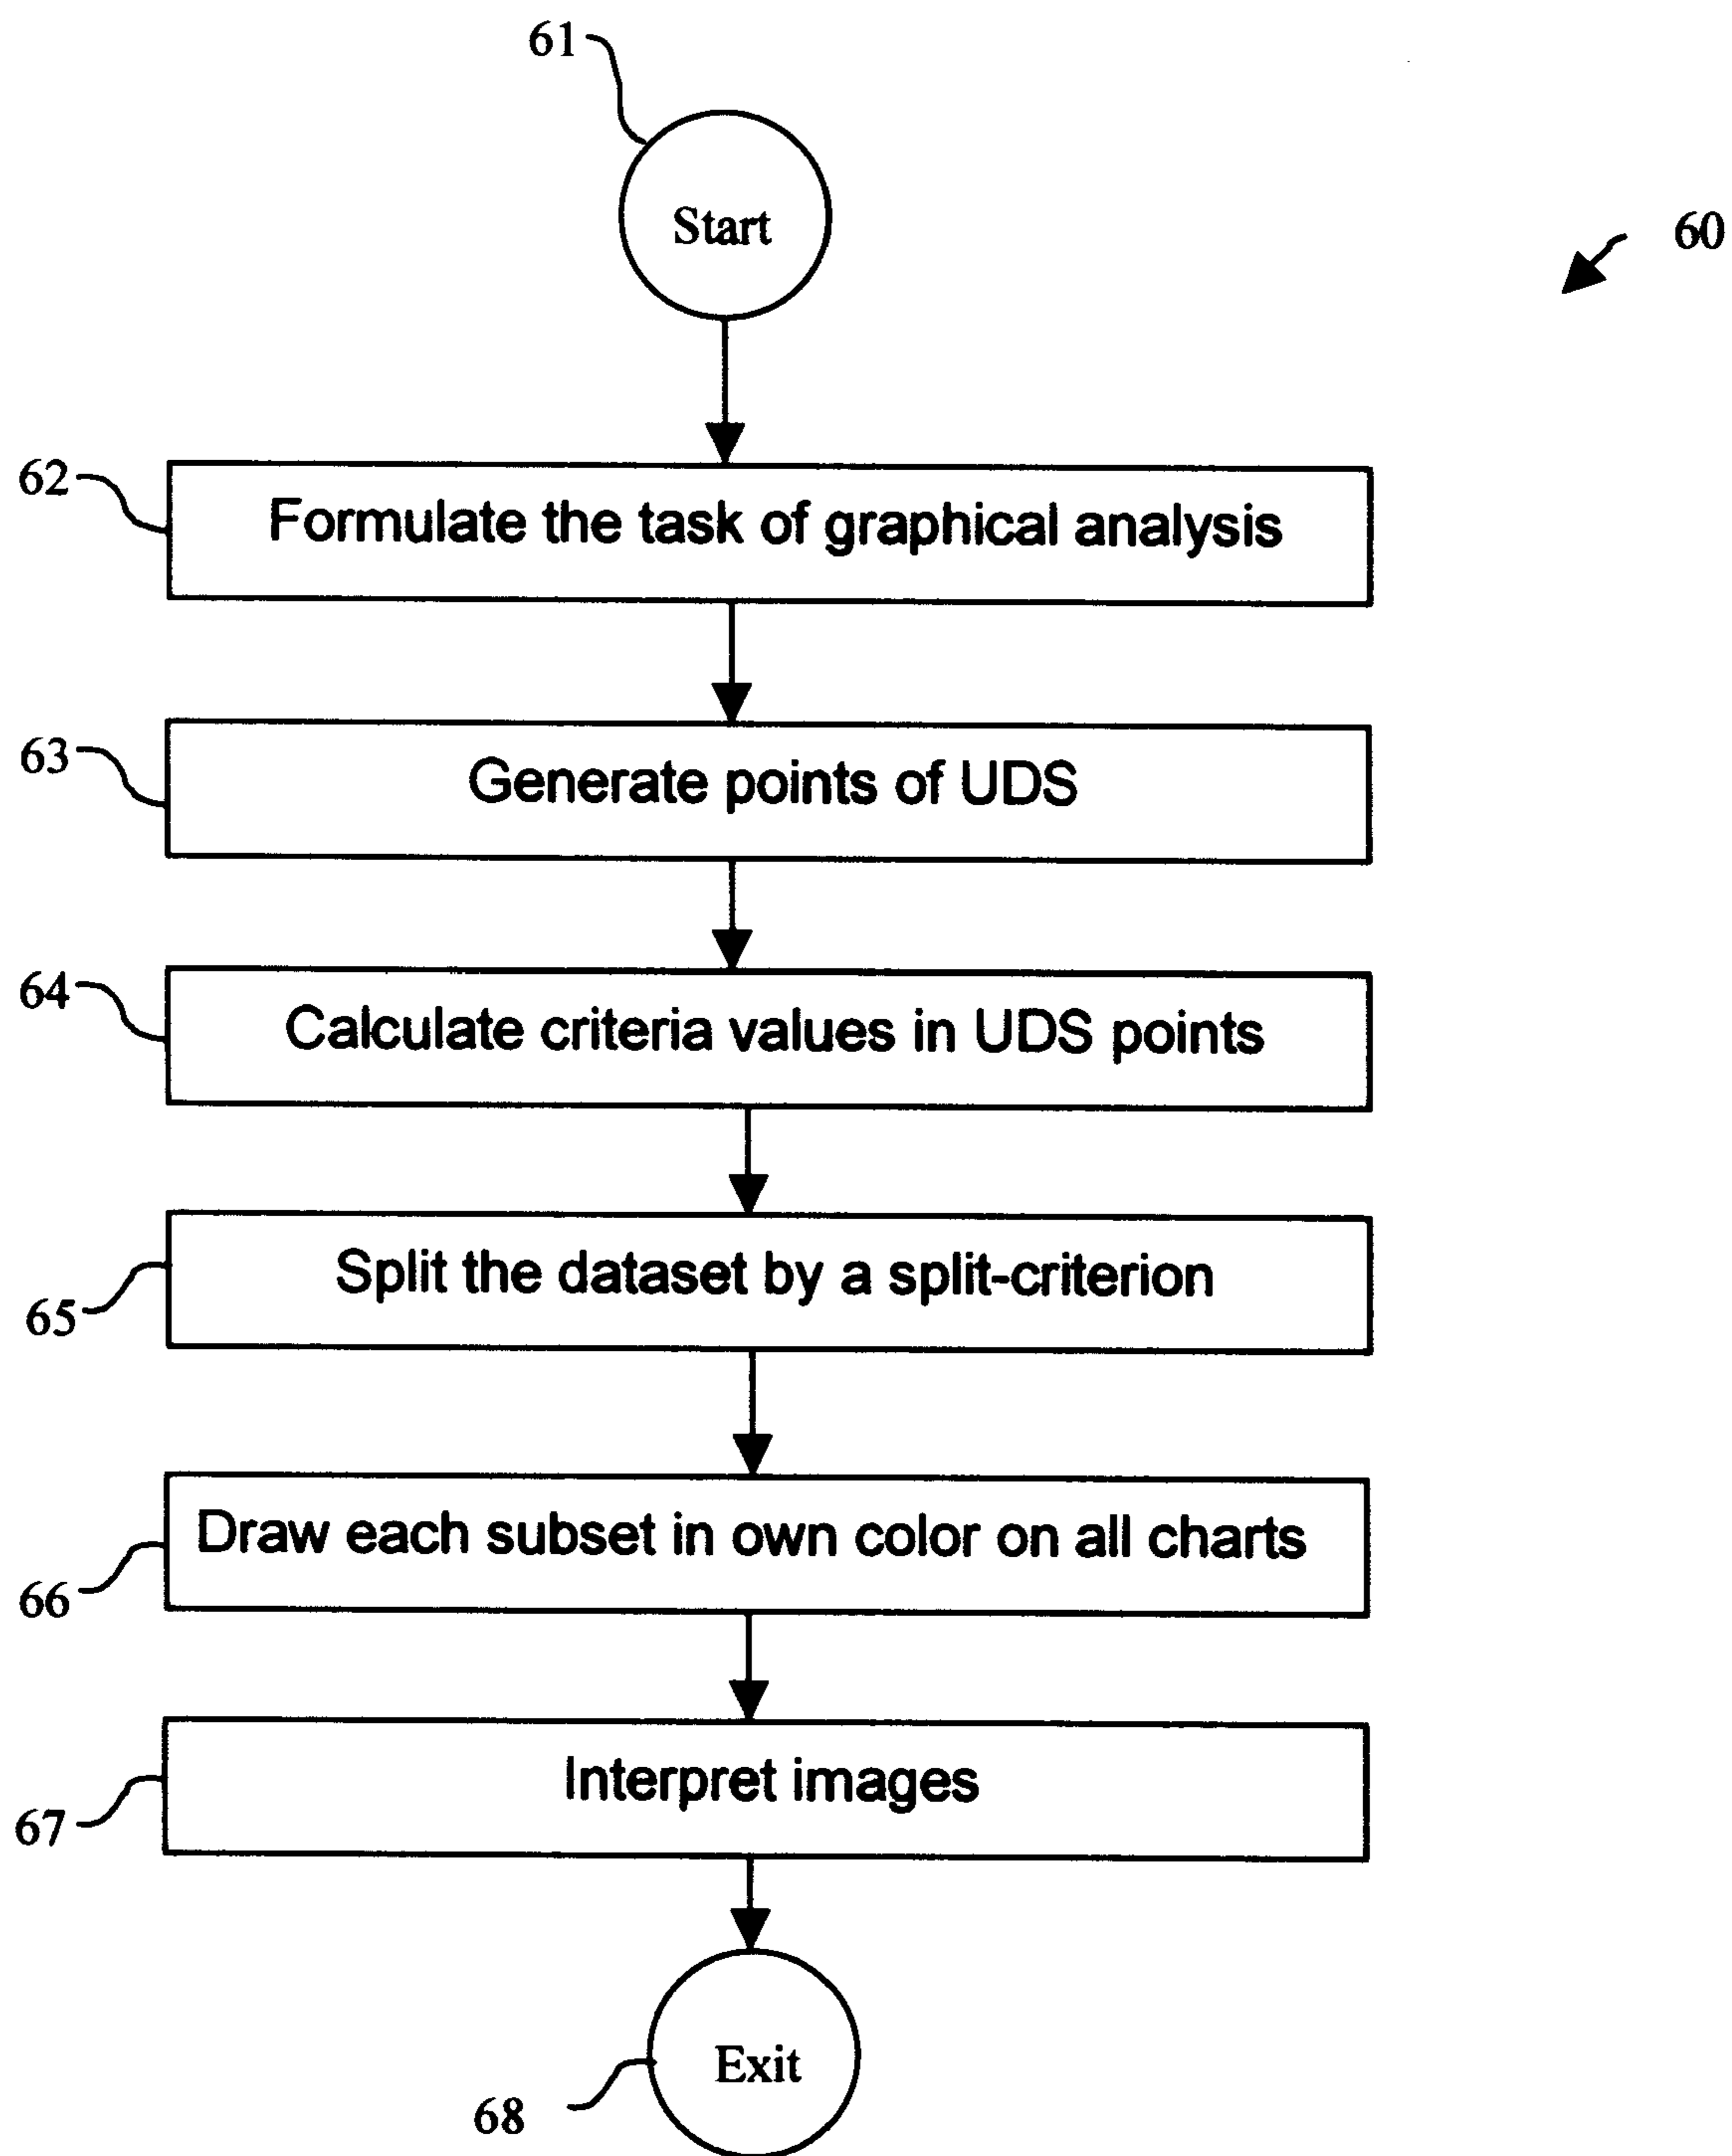 61
Start
60
62
Formulate the task of graphical analysis
63
Generate points of UDS
64
Calculate criteria values in UDS points
Split the dataset by a split-criterion
65
Draw each subset in own color on all charts
66
Interpret images
67
Exit
68